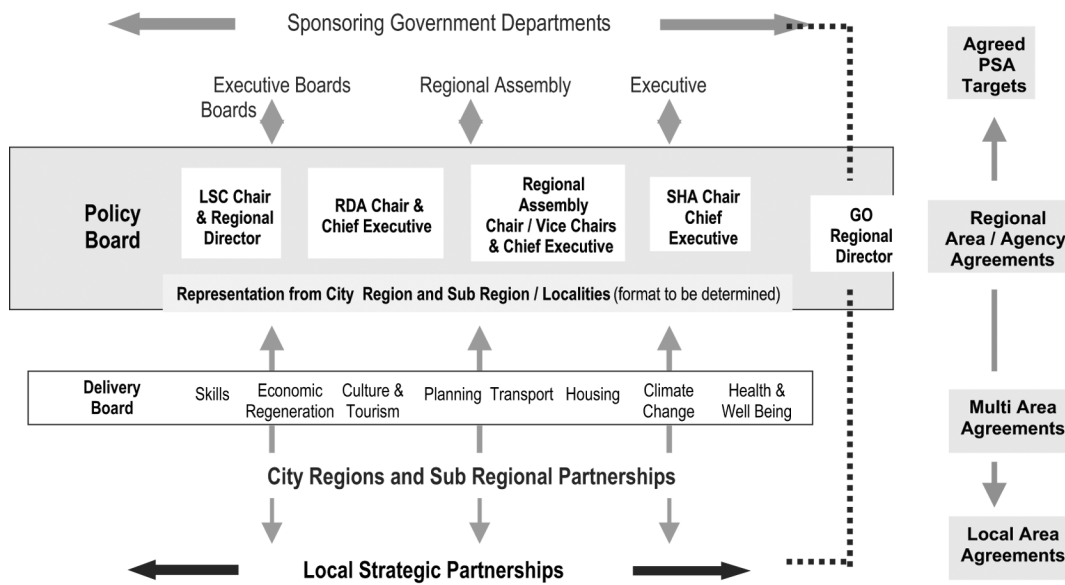 Sponsoring Government Departments
Executive Boards
Boards
Regional Assembly
Executive
Policy
Board
LSC Chair
& Regional
Director
RDA Chair &
Chief Executive
Regional
Assembly
Chair / Vice Chairs
& Chief Executive
SHA Chair
Chief
Executive
GO
Regional
Director
Representation from City Region and Sub Region / Localities (format to be determined)
Delivery
Board
Skills
Economic
Regeneration
Culture &
Tourism
Planning
Transport
Housing
Climate
Change
Health &
Well Being
City Regions and Sub Regional Partnerships
Local Strategic Partnerships
Agreed
PSA
Targets
Regional
Area / Agency
Agreements
Multi Area
Agreements
Local Area
Agreements